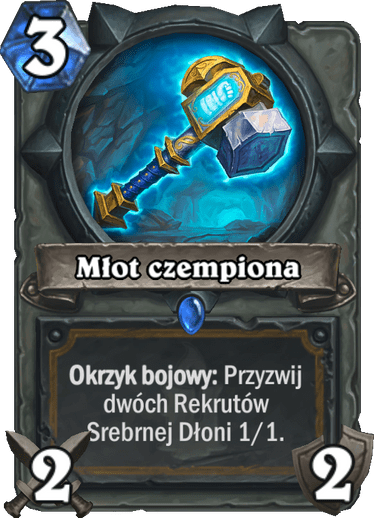 3
Młot czempiona
Okrzyk bojowy: Przyzwij
dwóch Rekrutów
Srebrnej Dłoni 1/1.
2
2